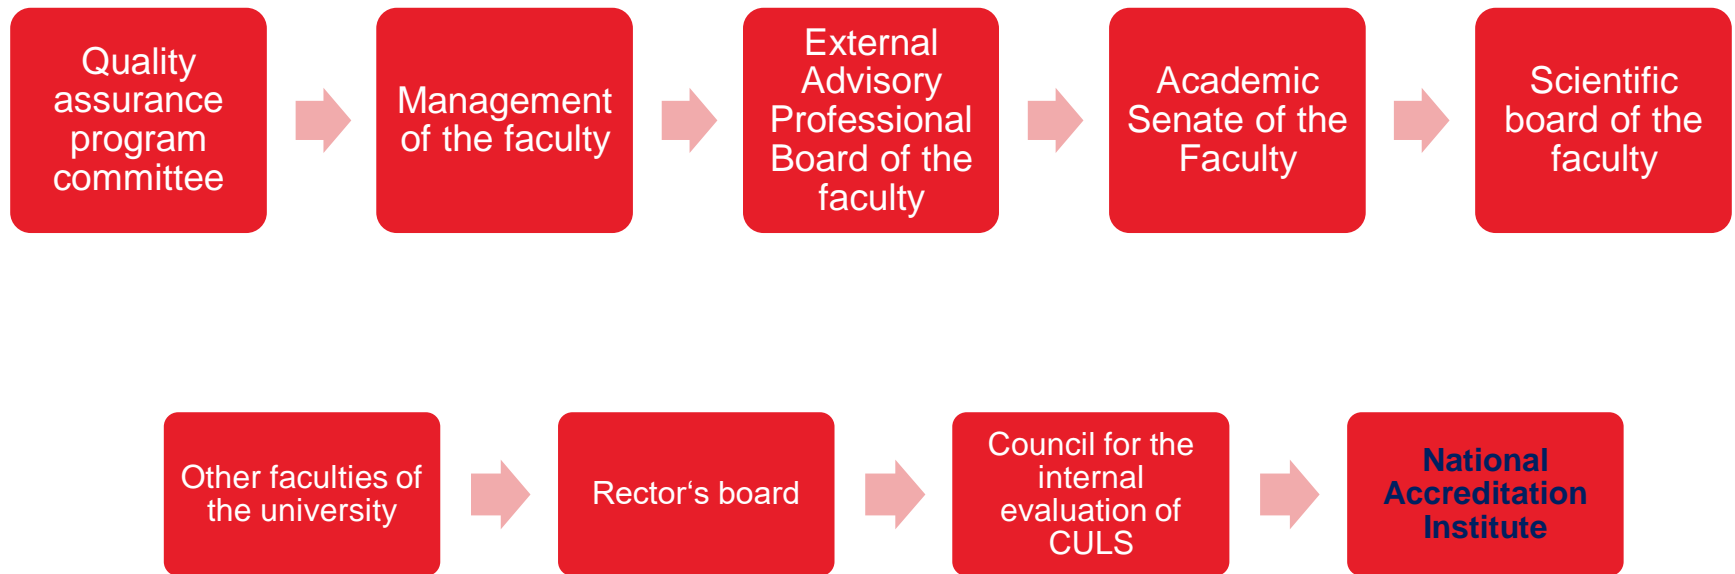 Quality
assurance
program
committee
Management
of the faculty
External
Advisory
Professional
Board of the
faculty
Academic
Senate of the
Faculty
Scientific
board of the
faculty
Other faculties of
the university
Rector‘s board
Council for the
internal
evaluation of
CULS
National
Accreditation
Institute